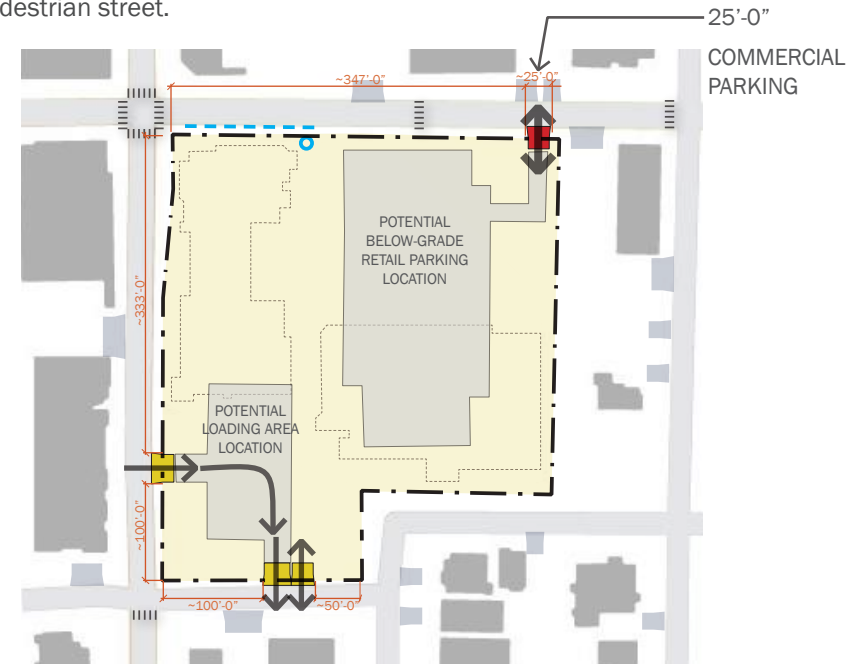 destrian street.
25’-0”
COMMERCIAL
PARKING
~347’-0”
~25’-0”
POTENTIAL
BELOW-GRADE
RETAIL PARKING
LOCATION
~333’-0”
POTENTIAL
LOADING AREA
LOCATION
~100’-0”
~100’-0”
~50’-0”